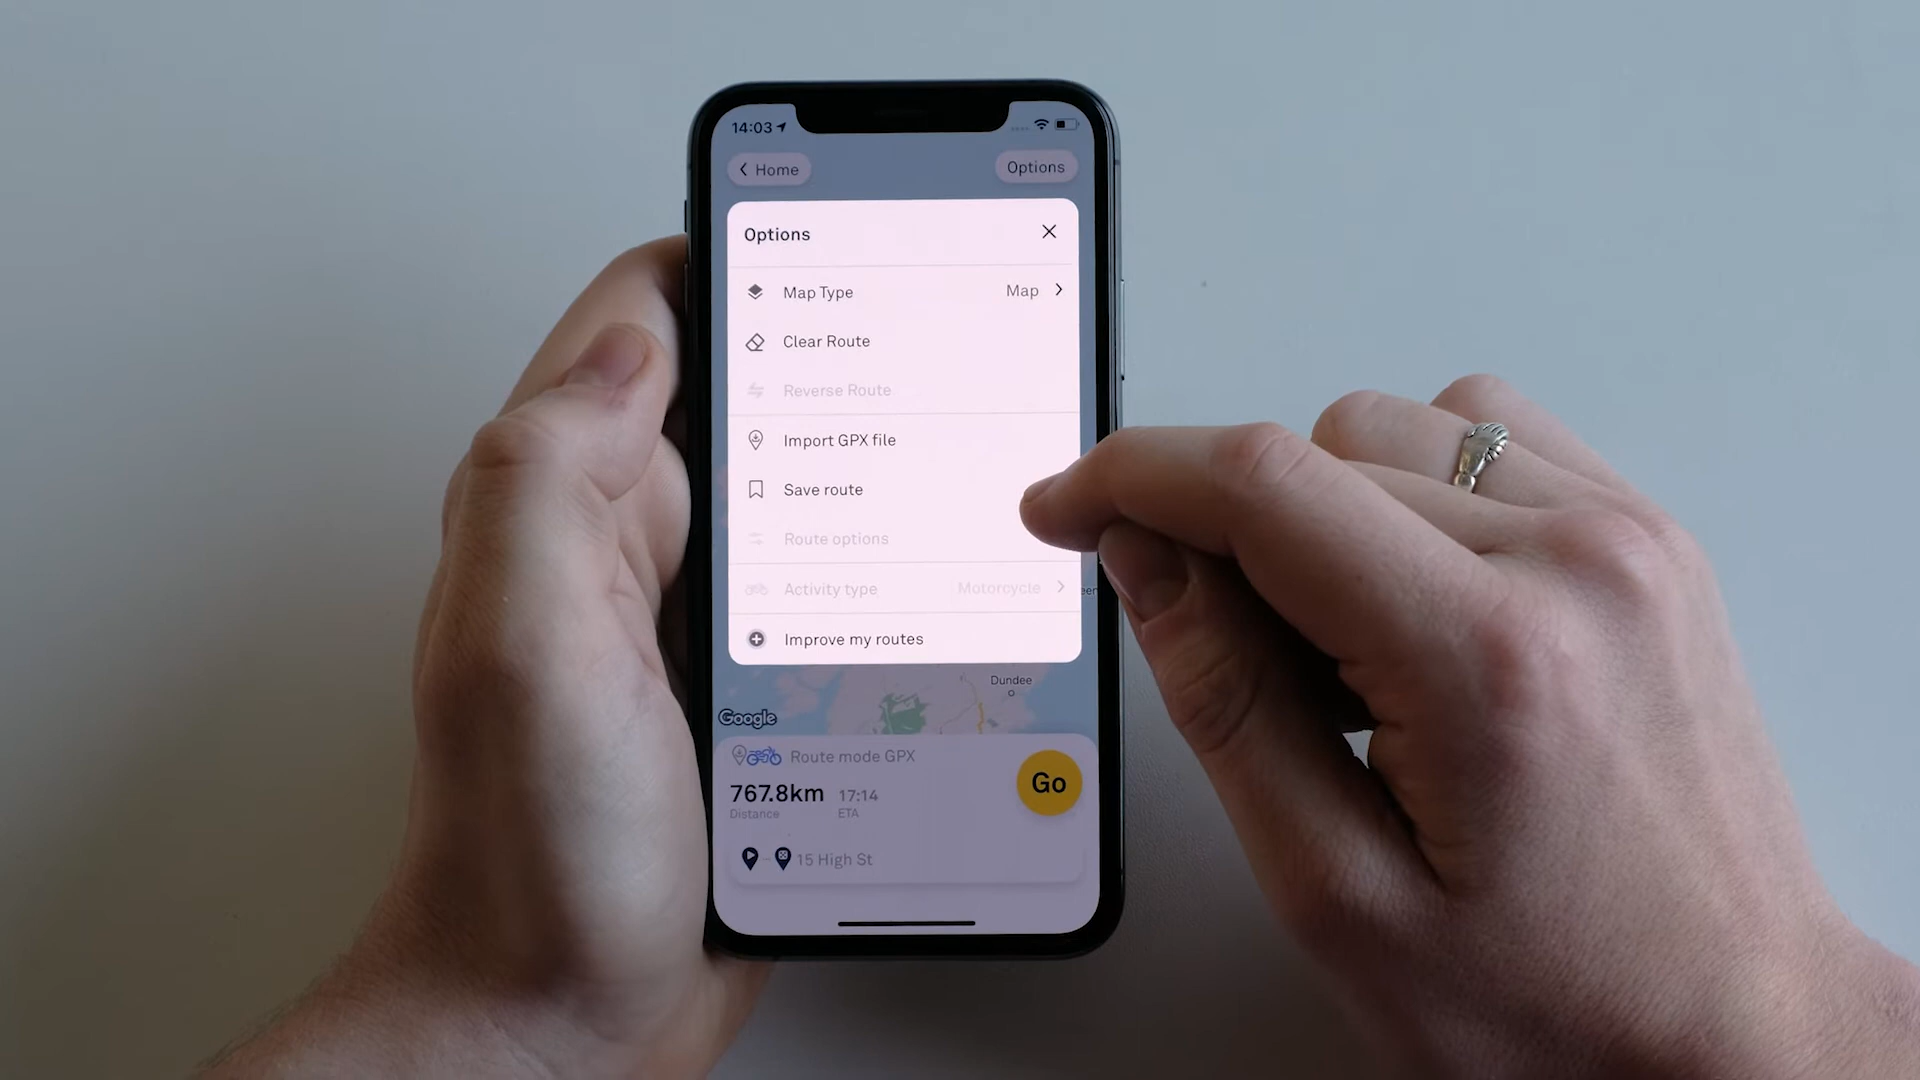 14:03
Home
Options
Options
Map Type Map
Clear Route
Reverse Route
Import GPX file
Save route
Route options
Activity type Motorcycle
Improve my routes
Dundee
Google
Route mode GPX
767.8km 17:14
Distance ETA
Go
15 High St